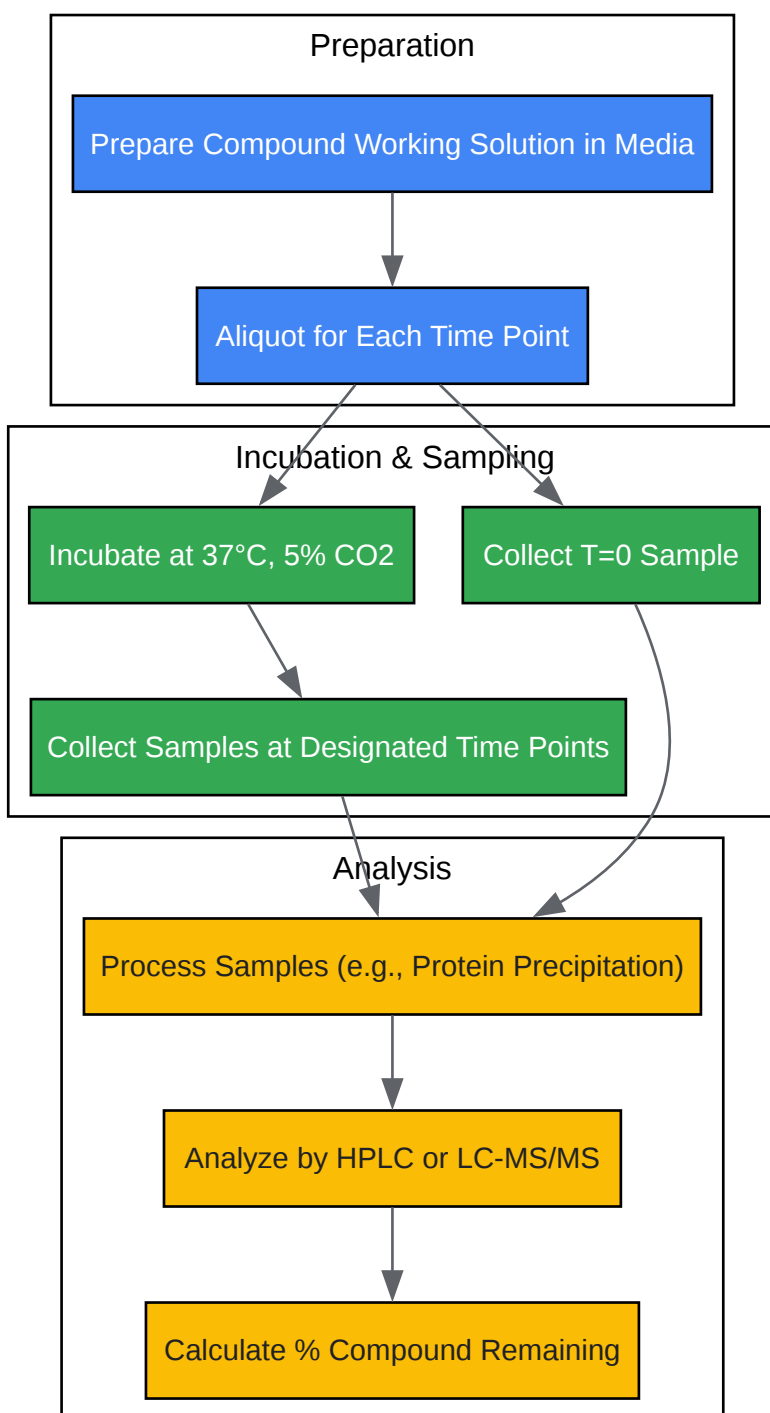 Preparation
Prepare Compound Working Solution in Media
Aliquot for Each Time Point
Incubation & Sampling
Incubate at 37°C, 5% CO2
Collect T=0 Sample
Collect Samples at Designated Time Points
Analysis
Process Samples (e.g., Protein Precipitation)
Analyze by HPLC or LC-MS/MS
Calculate % Compound Remaining